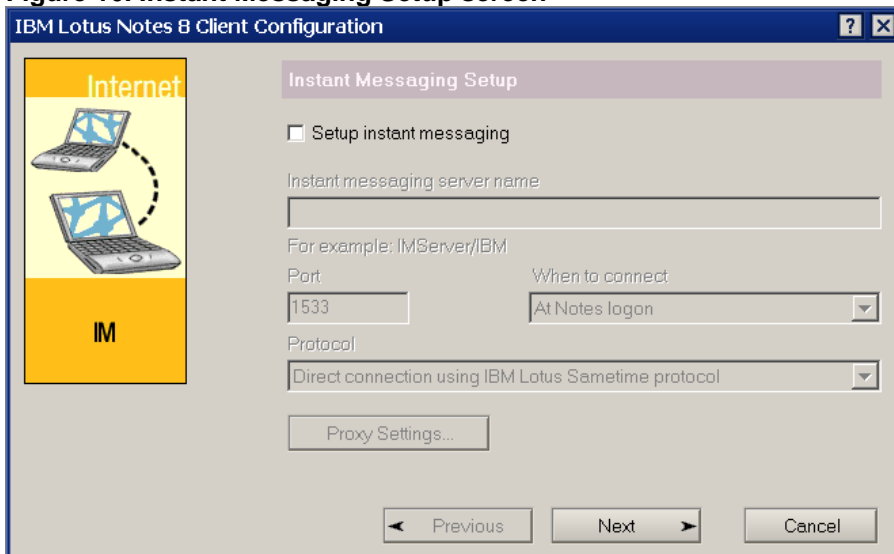 IBM Lotus Notes 8 Client Configuration
Internet
IM
Instant Messaging Setup
Setup instant messaging
Instant messaging server name
For example: IMServer/IBM
Port
When to connect
1533
At Notes logon
Protocol
Direct connection using IBM Lotus Sametime protocol
Proxy Settings...
Previous
Next
Cancel